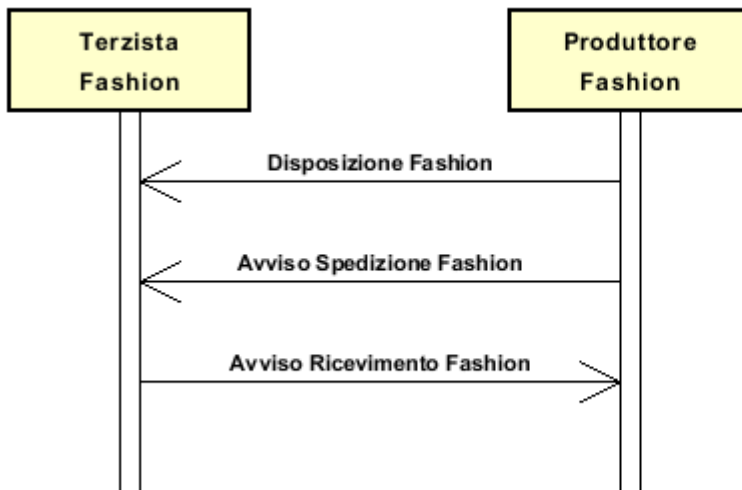 Terzista
Fashion
Produttore
Fashion
Disposizione Fashion
Avviso Spedizione Fashion
Avviso Ricevimento Fashion